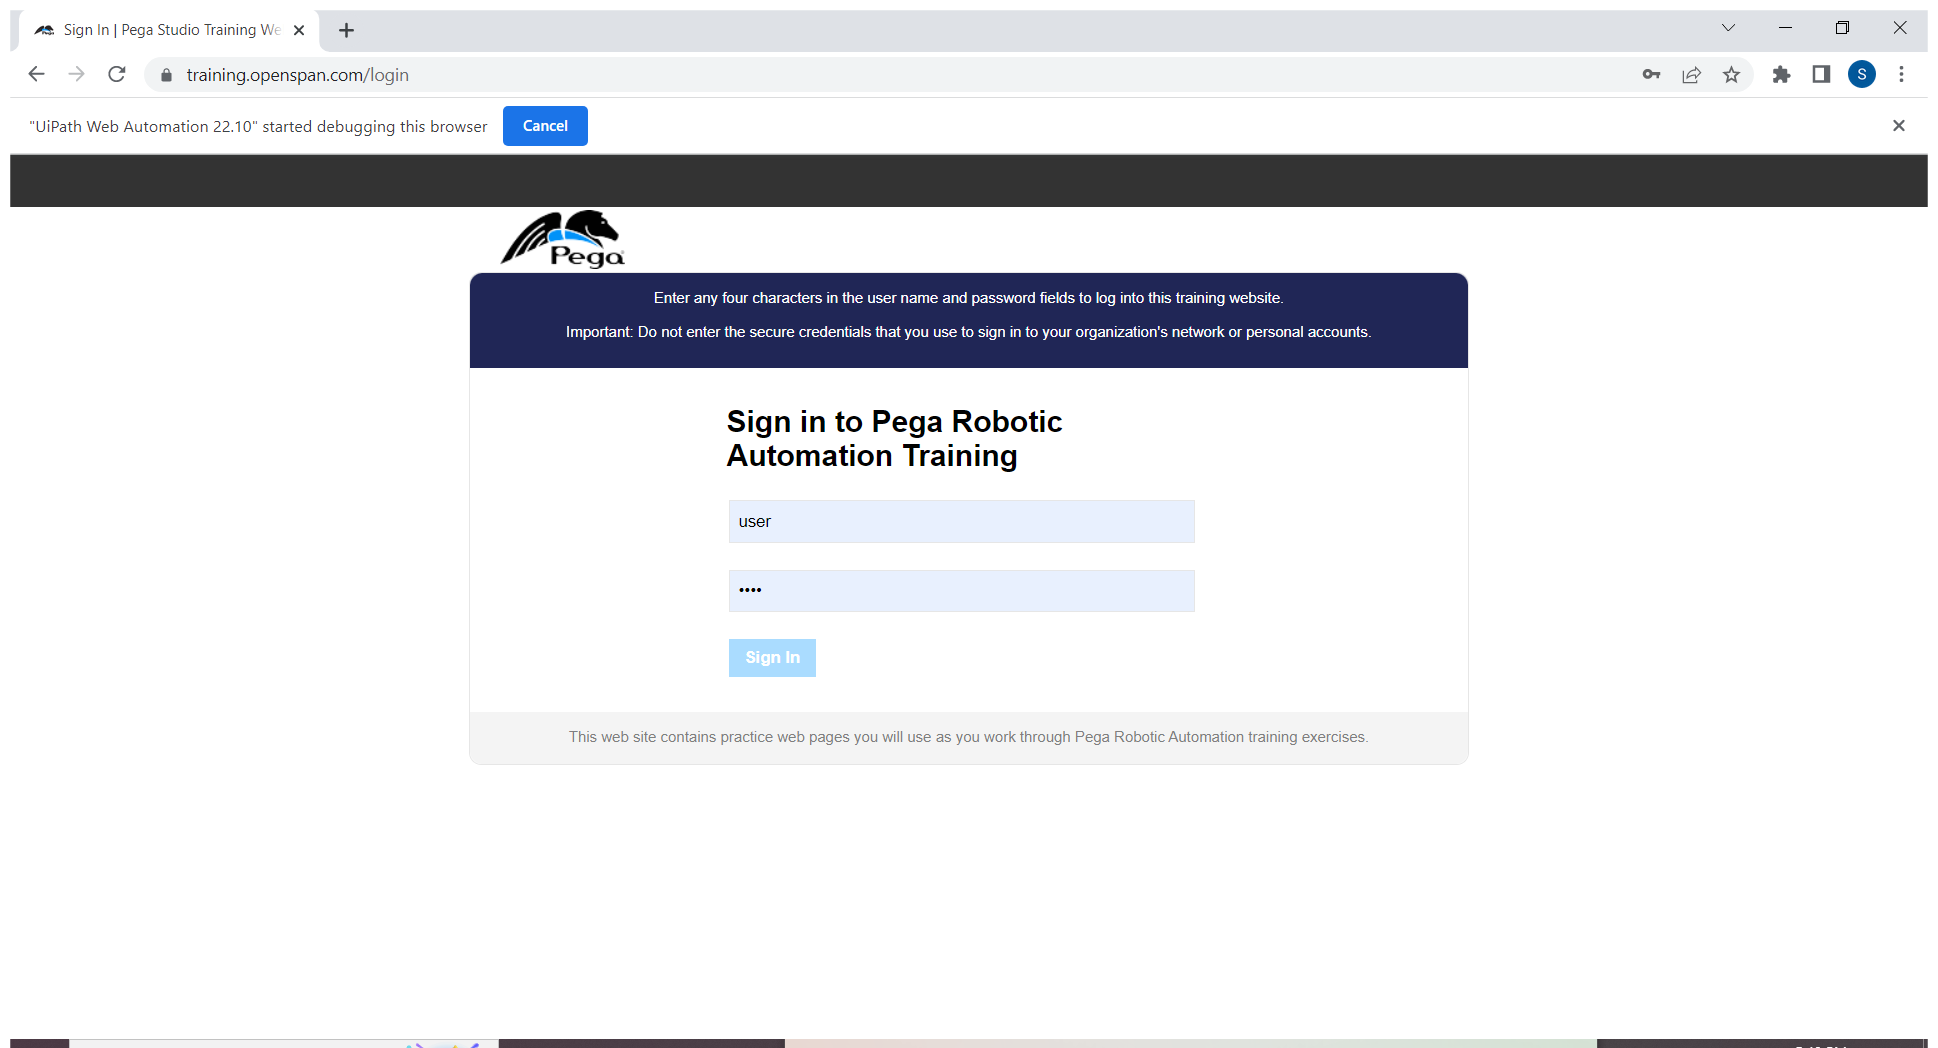 Sign In | Pega Studio Training We
training.openspan.com/login
S
"UiPath Web Automation 22.10" started debugging this browser
Cancel
Pega
Enter any four characters in the user name and password fields to log into this training website.
Important: Do not enter the secure credentials that you use to sign in to your organization's network or personal accounts.
Sign in to Pega Robotic
Automation Training
user
••••
Sign In
This web site contains practice web pages you will use as you work through Pega Robotic Automation training exercises.